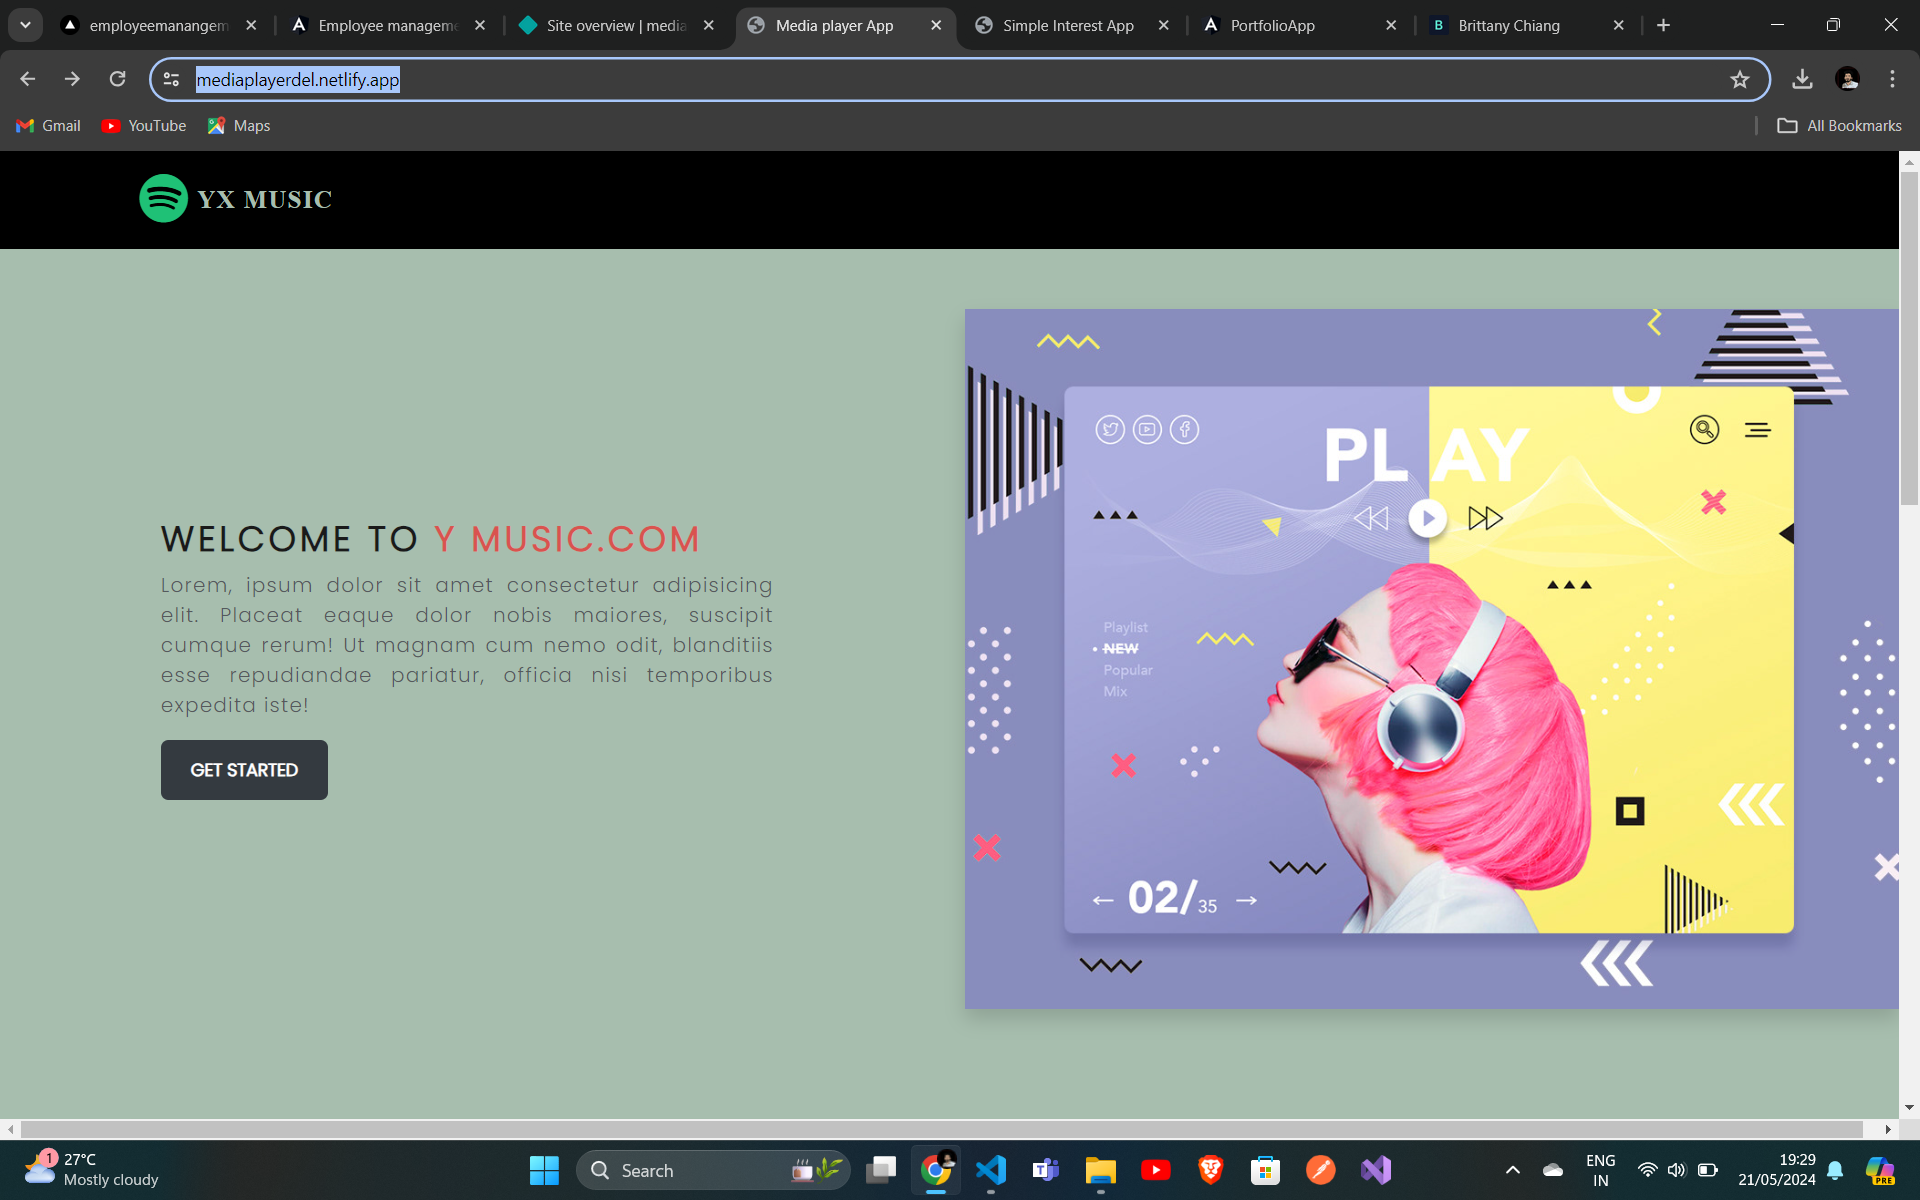 employeemanangem
Employee manageme
Site overview | media
Media player App
Simple Interest App
PortfolioApp
B
Brittany Chiang
mediaplayerdel.netlify.app
Gmail
YouTube
Maps
All Bookmarks
YX MUSIC
PLAY
WELCOME TO Y MUSIC.COM
Lorem, ipsum dolor sit amet consectetur adipisicing
elit. Placeat eaque dolor nobis maiores, suscipit
cumque rerum! Ut magnam cum nemo odit, blanditiis
esse repudiandae pariatur, officia nisi temporibus
expedita iste!
GET STARTED
Playlist
NEW
Popular
Mix
02/35
1
27°C
Mostly cloudy
Search
ENG
IN
19:29
21/05/2024
PRE